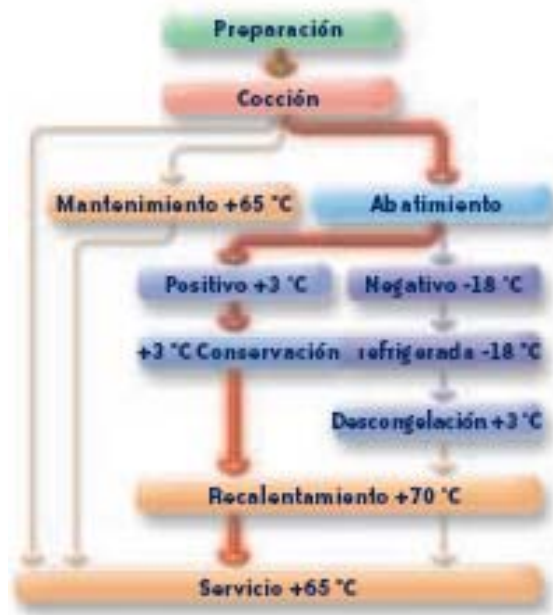 Preparación
Cocción
Mantenimiento +65 °C
Abatimiento
Positivo +3 °C
Negativo -18 °C
+3 °C Conservación refrigerada -18 °C
Descongelación +3 °C
Recalentamiento +70 °C
Servicio +65 °C